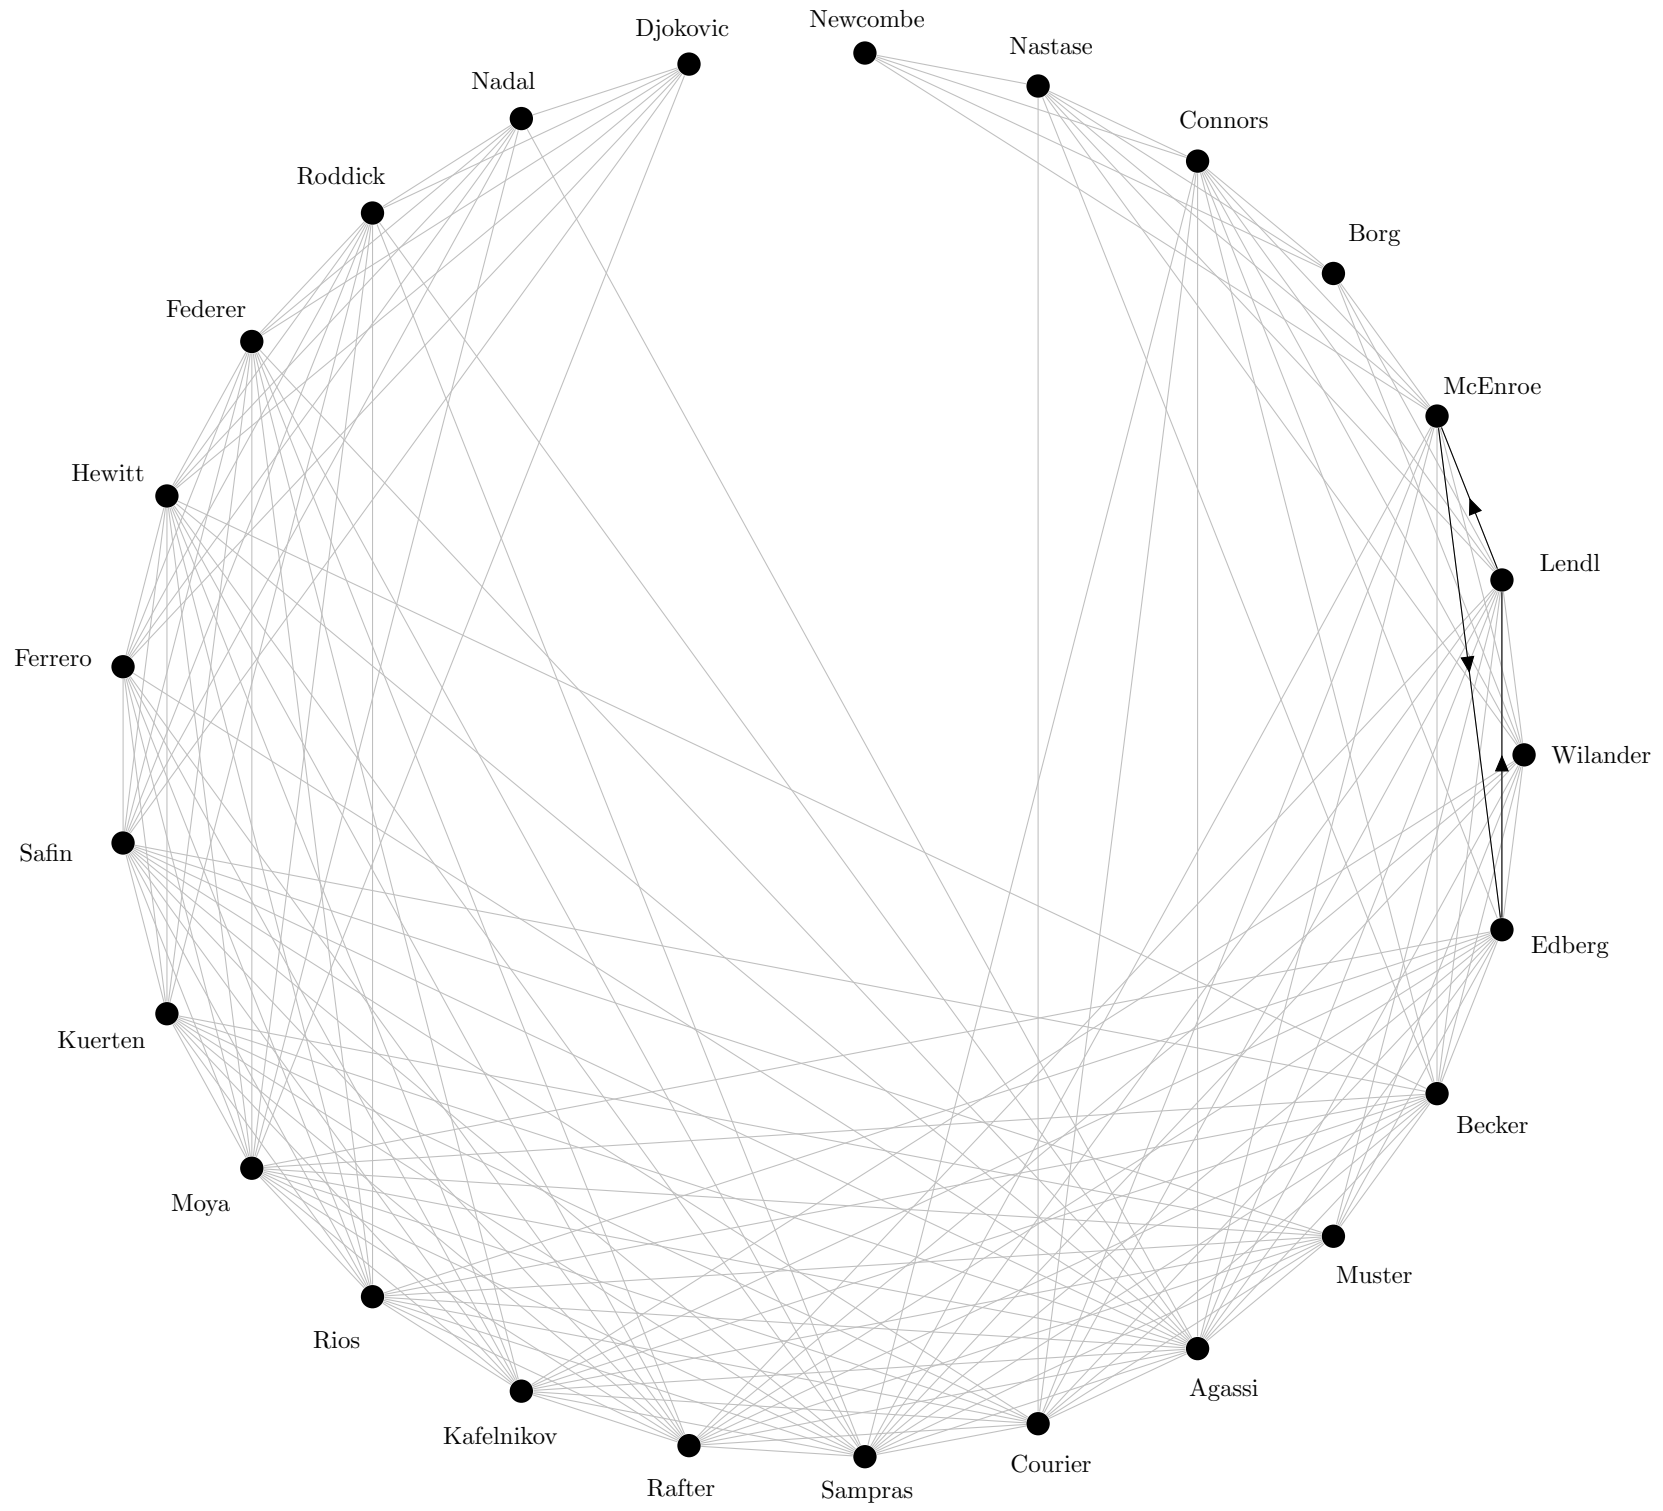 Newcombe
Djokovic
Nastase
Nadal
Connors
Roddick
Borg
Federer
McEnroe
Hewitt
Lendl
Ferrero
Wilander
Safin
Edberg
Kuerten
Becker
Moya
Muster
Rios
Agassi
Kafelnikov
Courier
Rafter
Sampras